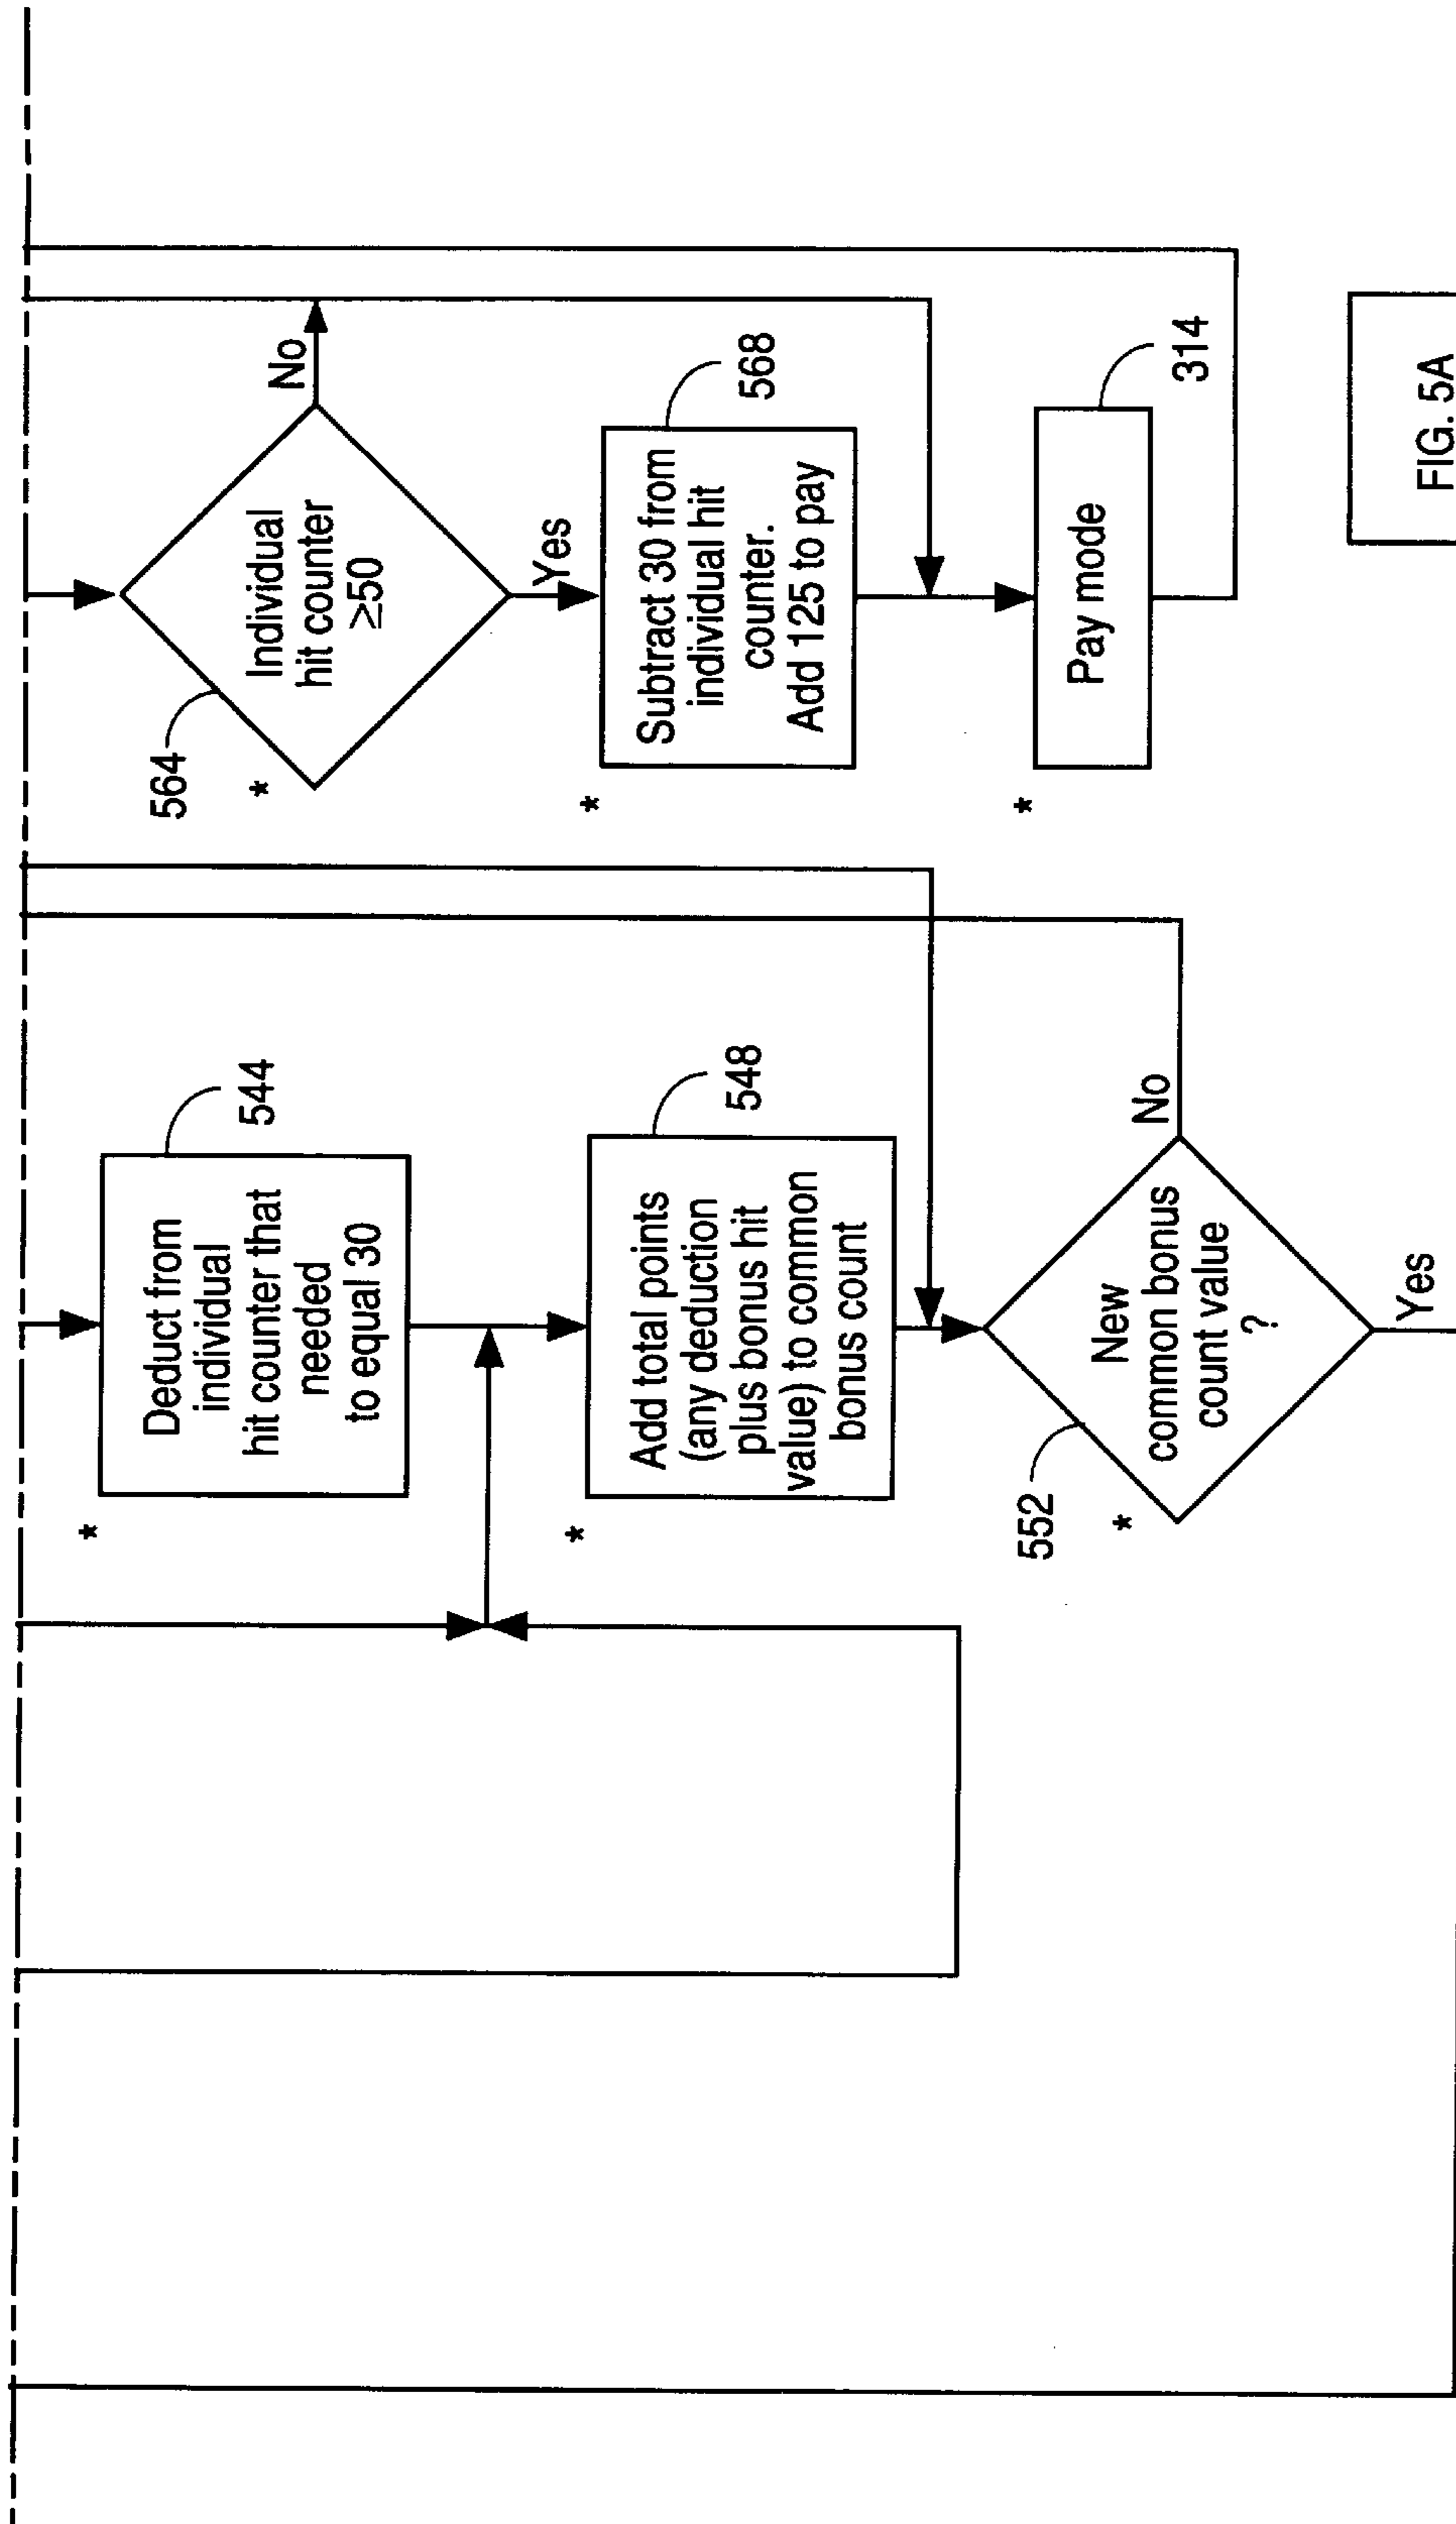 *
Deduct from
individual
hit counter that
needed
to equal 30
544
*
Add total points
(any deduction
plus bonus hit
value) to common
bonus count
548
552
*
New
common bonus
count value
?
No
Yes
564
*
Individual
hit counter
≥50
No
Yes
*
Subtract 30 from
individual hit
counter.
Add 125 to pay
568
*
Pay mode
314
FIG. 5A